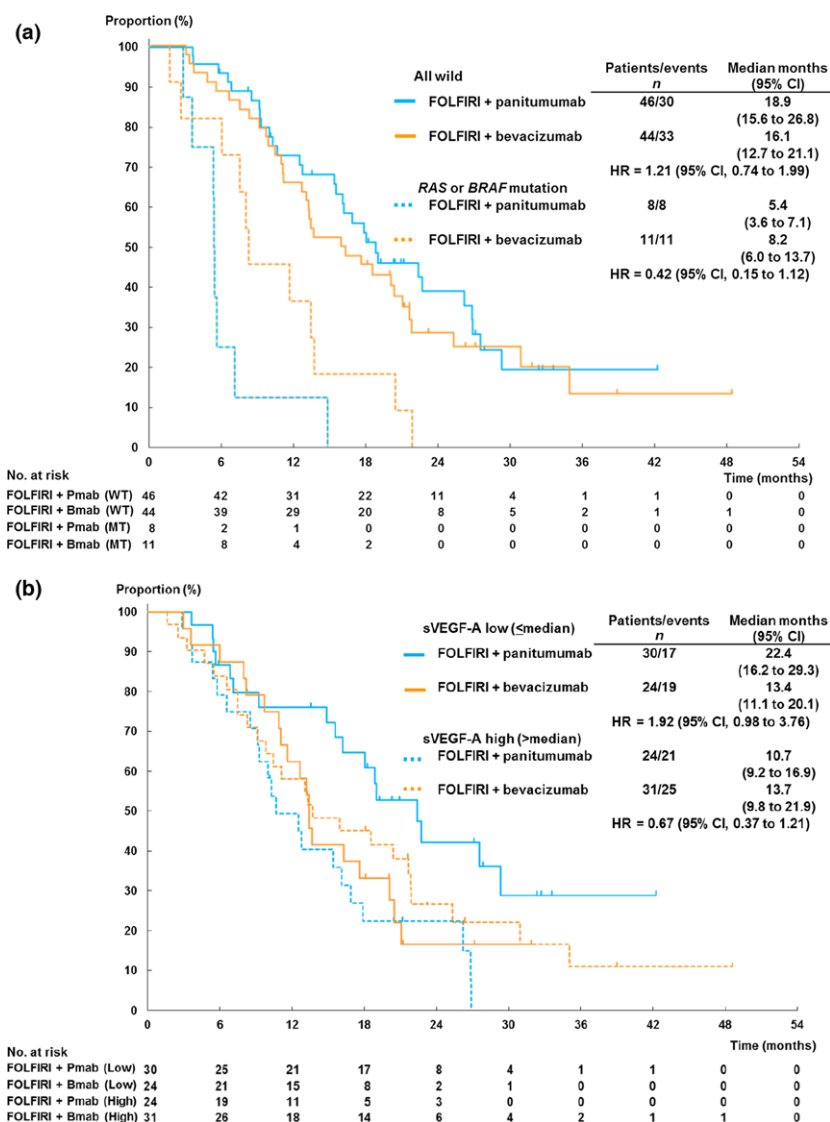 (a)
Proportion (%)
100
90
80
70
60
50
40
30
20
10
0
Patients/events Median months
n (95% CI)
All wild
FOLFIRI + panitumumab 46/30 18.9
(15.6 to 26.8)
FOLFIRI + bevacizumab 44/33 16.1
(12.7 to 21.1)
HR = 1.21 (95% CI, 0.74 to 1.99)
RAS or BRAF mutation
FOLFIRI + panitumumab 8/8 5.4
(3.6 to 7.1)
FOLFIRI + bevacizumab 11/11 8.2
(6.0 to 13.7)
HR = 0.42 (95% CI, 0.15 to 1.12)
0 6 12 18 24 30 36 42 48 54
No. at risk Time (months)
FOLFIRI + Pmab (WT) 46 42 31 22 11 4 1 1 0 0
FOLFIRI + Bmab (WT) 44 39 29 20 8 5 2 1 1 0
FOLFIRI + Pmab (MT) 8 2 1 0 0 0 0 0 0 0
FOLFIRI + Bmab (MT) 11 8 4 2 0 0 0 0 0 0
(b)
Proportion (%)
100
90
80
70
60
50
40
30
20
10
0
Patients/events Median months
n (95% CI)
sVEGF-A low (≤median)
FOLFIRI + panitumumab 30/17 22.4
(16.2 to 29.3)
FOLFIRI + bevacizumab 24/19 13.4
(11.1 to 20.1)
HR = 1.92 (95% CI, 0.98 to 3.76)
sVEGF-A high (>median)
FOLFIRI + panitumumab 24/21 10.7
(9.2 to 16.9)
FOLFIRI + bevacizumab 31/25 13.7
(9.8 to 21.9)
HR = 0.67 (95% CI, 0.37 to 1.21)
0 6 12 18 24 30 36 42 48 54
No. at risk Time (months)
FOLFIRI + Pmab (Low) 30 25 21 17 8 4 1 1 0 0
FOLFIRI + Bmab (Low) 24 21 15 8 2 1 0 0 0 0
FOLFIRI + Pmab (High) 24 19 11 5 3 0 0 0 0 0
FOLFIRI + Bmab (High) 31 26 18 14 6 4 2 1 1 0